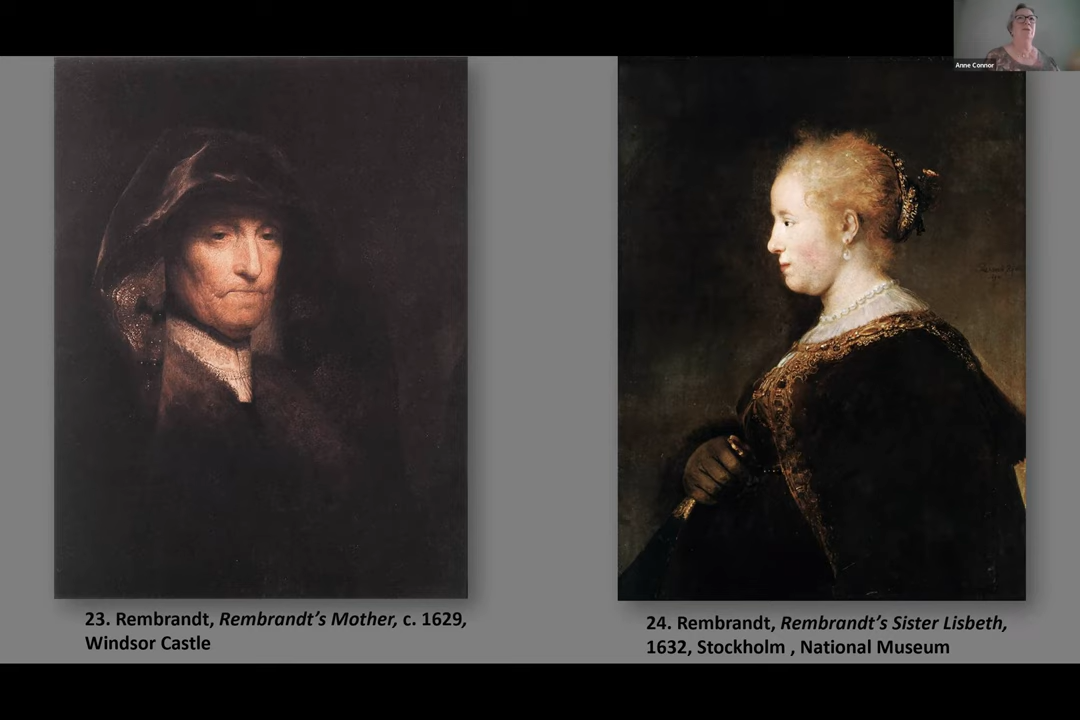 Anne Connor
23. Rembrandt, Rembrandt’s Mother, c. 1629,
Windsor Castle
24. Rembrandt, Rembrandt’s Sister Lisbeth,
1632, Stockholm , National Museum